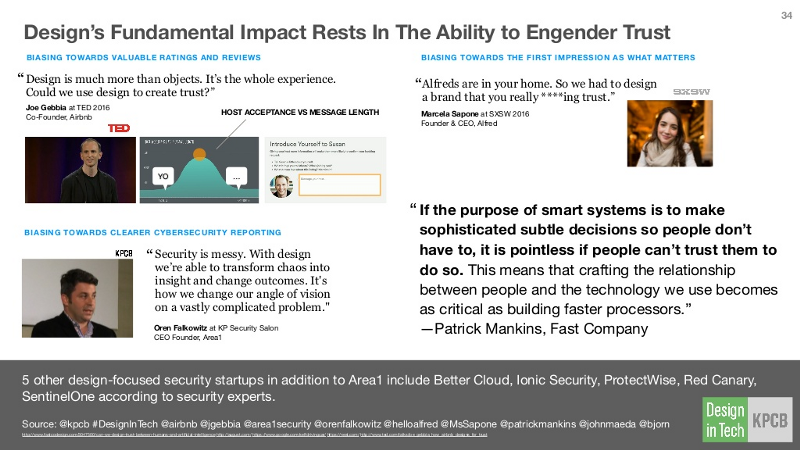 34
Design's Fundamental Impact Rests In The Ability to Engender Trust
BIASING TOWARDS VALUABLE RATINGS AND REVIEWS
“ Design is much more than objects. It's the whole experience.
Could we use design to create trust?”
Joe Gebbia at TED 2016
Co-Founder, Airbnb
TED
HOST ACCEPTANCE VS MESSAGE LENGTH
YO
...
Introduce Yourself to Susan
BIASING TOWARDS CLEARER CYBERSECURITY REPORTING
KPCB
“ Security is messy. With design
we're able to transform chaos into
insight and change outcomes. It's
how we change our angle of vision
on a vastly complicated problem."
Oren Falkowitz at KP Security Salon
CEO Founder, Area1
BIASING TOWARDS THE FIRST IMPRESSION AS WHAT MATTERS
“Alfreds are in your home. So we had to design
a brand that you really ****ing trust.”
SXSW
Marcela Sapone at SXSW 2016
Founder & CEO, Alfred
“ If the purpose of smart systems is to make
sophisticated subtle decisions so people don't
have to, it is pointless if people can't trust them to
do so. This means that crafting the relationship
between people and the technology we use becomes
as critical as building faster processors.”
—Patrick Mankins, Fast Company
5 other design-focused security startups in addition to Area1 include Better Cloud, Ionic Security, ProtectWise, Red Canary,
SentinelOne according to security experts.
Source: @kpcb #DesignInTech @airbnb @jgebbia @area1security @orenfalkowitz @helloalfred @MsSapone @patrickmankins @johnmaeda @bjorn
Design
in Tech
KPCB